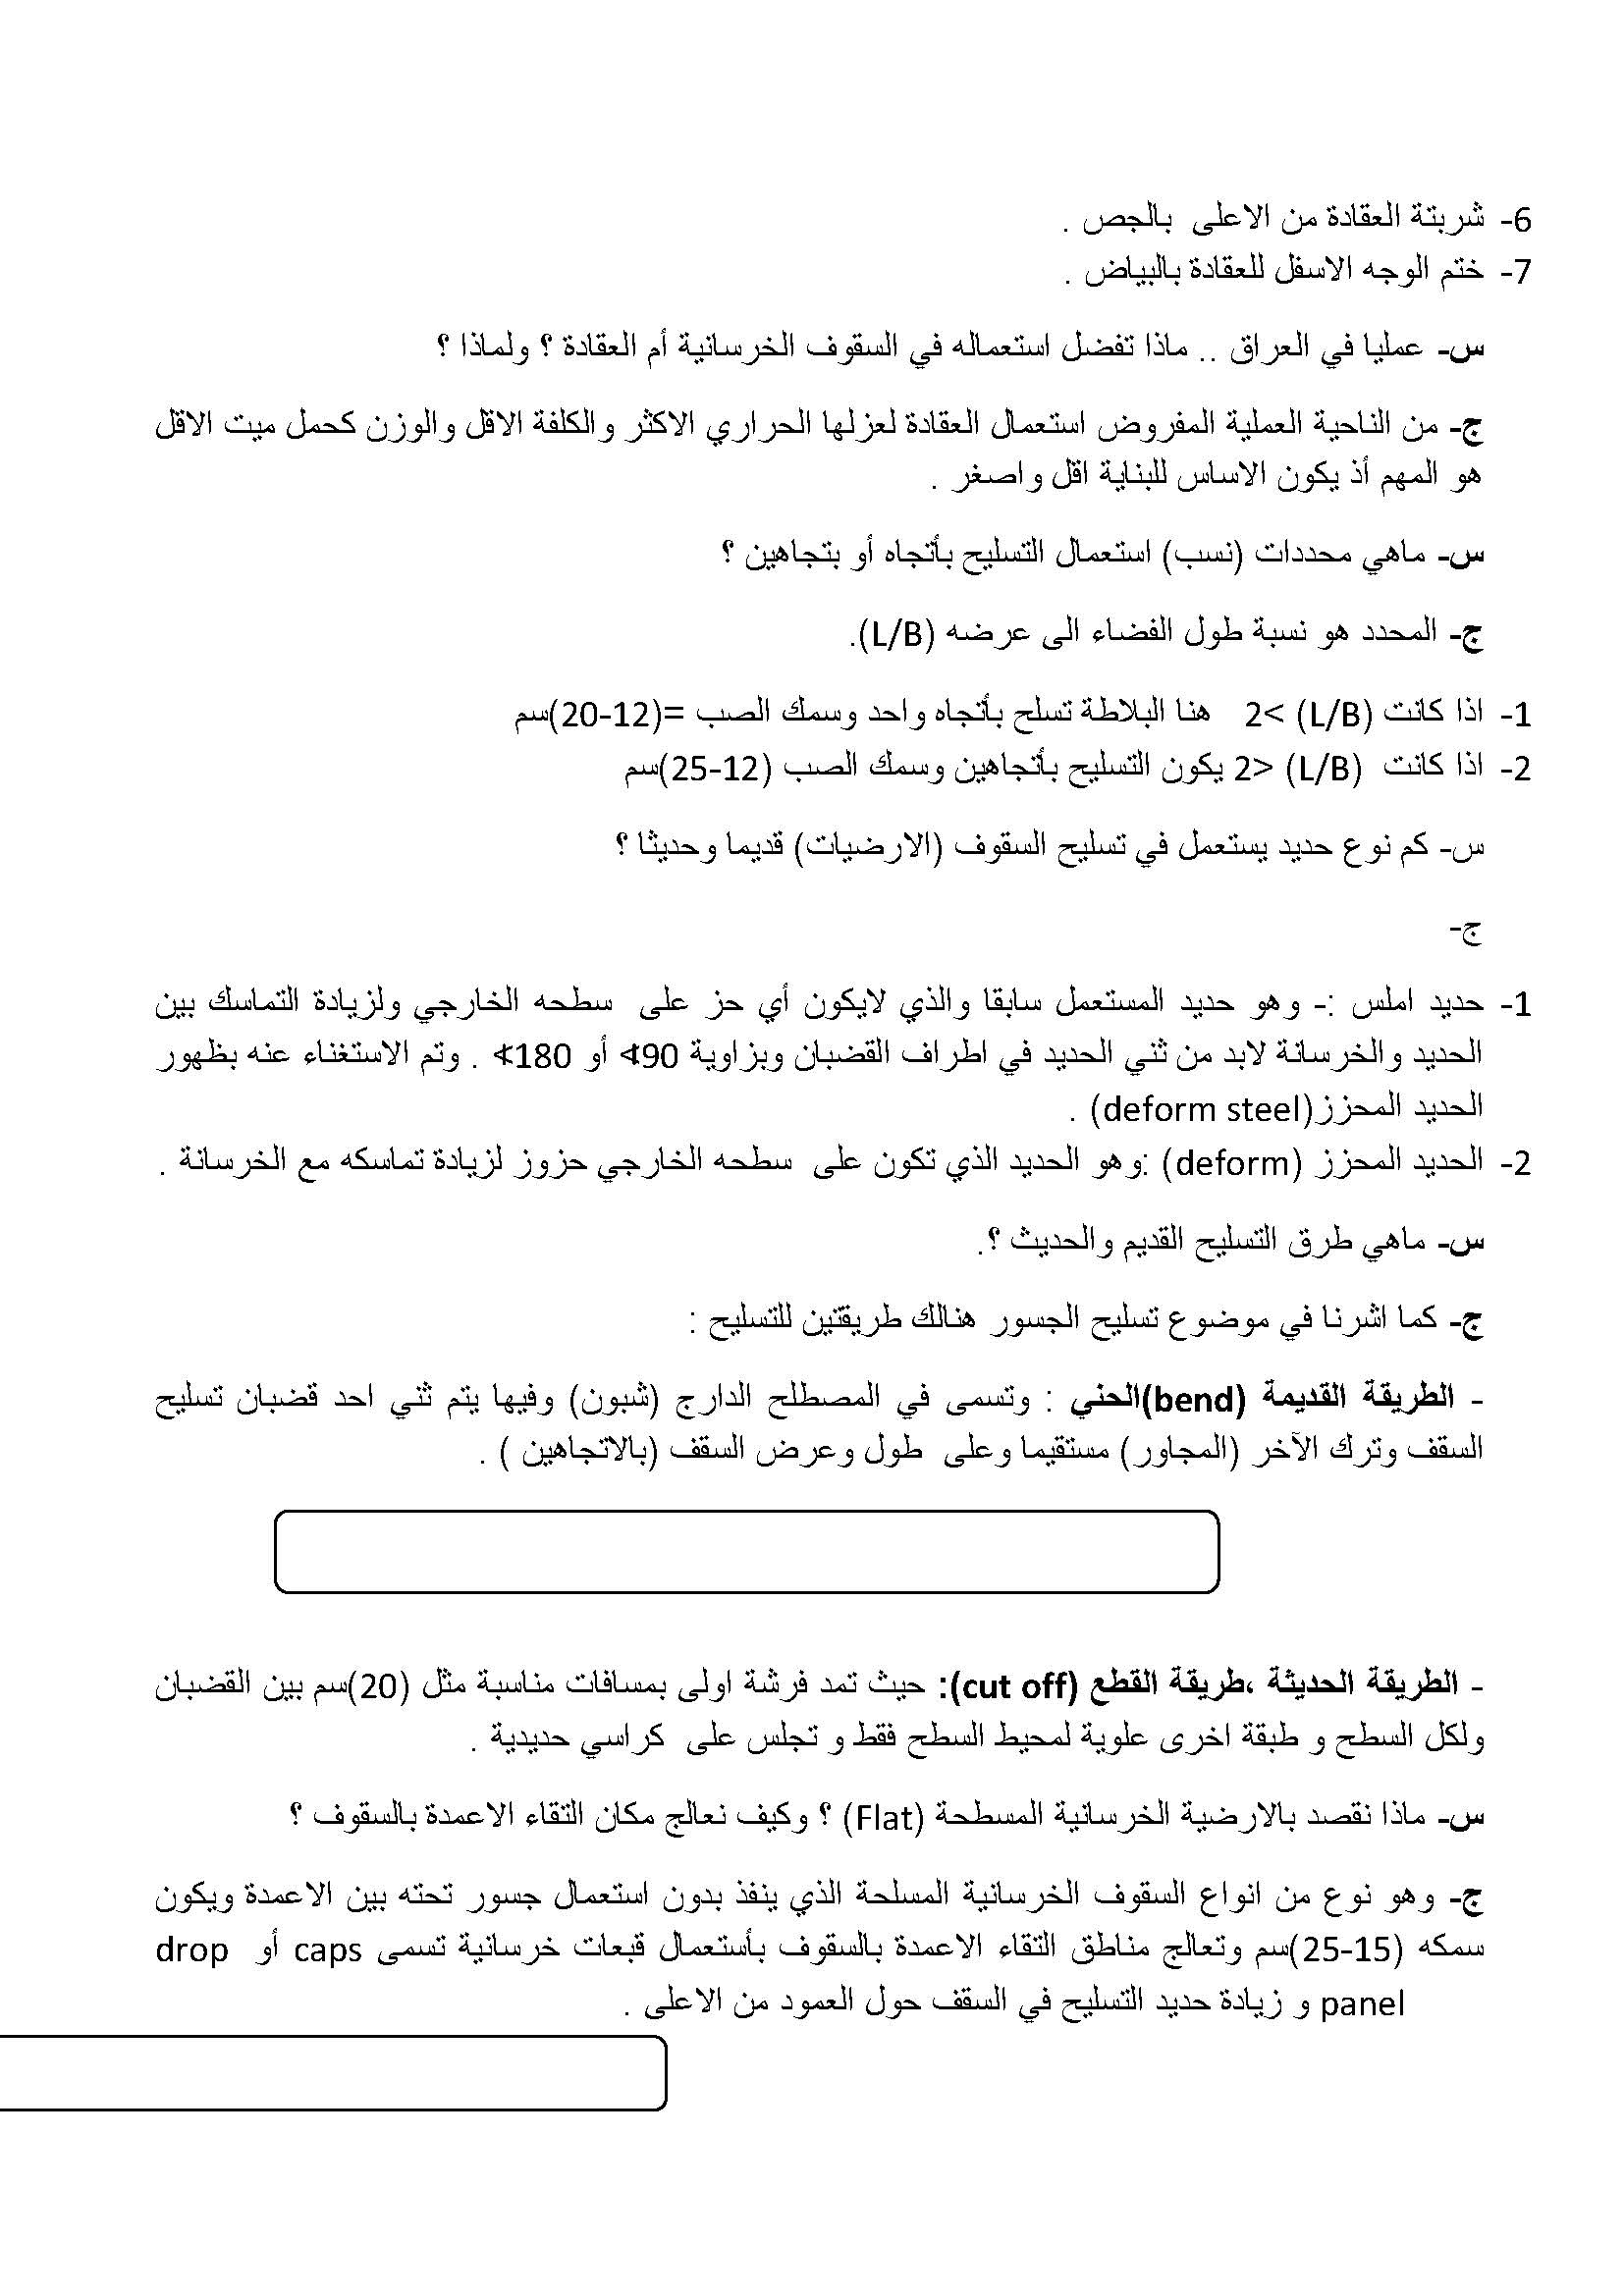 6- شربتة العقادة من الاعلى بالجص .
7- ختم الوجه الاسفل للعقادة بالبياض .
س- عمليا في العراق .. ماذا تفضل استعماله في السقوف الخرسانية أم العقادة ؟ ولماذا ؟
ج- من الناحية العملية المفروض استعمال العقادة لعزلها الحراري الاكثر والكلفة الاقل والوزن كحمل ميت الاقل
هو المهم أذ يكون الاساس للبناية اقل واصغر .
س- ماهي محددات (نسب) استعمال التسليح بأتجاه أو بتجاهين ؟
ج- المحدد هو نسبة طول الفضاء الى عرضه (L/B).
1- اذا كانت (L/B) >2 هنا البلاطة تسلح بأتجاه واحد وسمك الصب =(12-20)سم
2- اذا كانت (L/B) <2 يكون التسليح بأتجاهين وسمك الصب (12-25)سم
س- كم نوع حديد يستعمل في تسليح السقوف (الارضيات) قديما وحديثا ؟
ج-
1- حديد املس :- وهو حديد المستعمل سابقا والذي لايكون أي حز على سطحه الخارجي ولزيادة التماسك بين
الحديد والخرسانة لابد من ثني الحديد في اطراف القضبان وبزاوية 90∢ أو 180∢ . وتم الاستغناء عنه بظهور
الحديد المحزز(deform steel) .
2- الحديد المحزز (deform) :وهو الحديد الذي تكون على سطحه الخارجي حزوز لزيادة تماسكه مع الخرسانة .
س- ماهي طرق التسليح القديم والحديث ؟.
ج- كما اشرنا في موضوع تسليح الجسور هنالك طريقتين للتسليح :
- الطريقة القديمة (bend)الحني : وتسمى في المصطلح الدارج (شبون) وفيها يتم ثني احد قضبان تسليح
السقف وترك الآخر (المجاور) مستقيما وعلى طول وعرض السقف (بالاتجاهين ) .
- الطريقة الحديثة ،طريقة القطع (cut off): حيث تمد فرشة اولى بمسافات مناسبة مثل (20)سم بين القضبان
ولكل السطح و طبقة اخرى علوية لمحيط السطح فقط و تجلس على كراسي حديدية .
س- ماذا نقصد بالارضية الخرسانية المسطحة (Flat) ؟ وكيف نعالج مكان التقاء الاعمدة بالسقوف ؟
ج- وهو نوع من انواع السقوف الخرسانية المسلحة الذي ينفذ بدون استعمال جسور تحته بين الاعمدة ويكون
سمكه (15-25)سم وتعالج مناطق التقاء الاعمدة بالسقوف بأستعمال قبعات خرسانية تسمى caps أو drop
panel و زيادة حديد التسليح في السقف حول العمود من الاعلى .